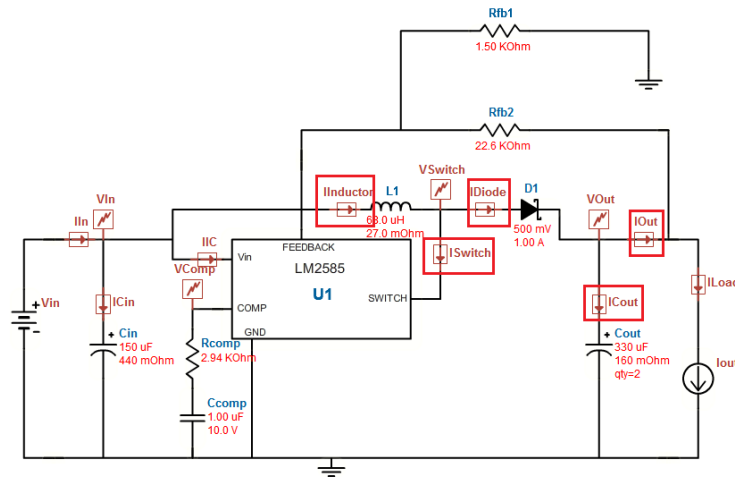 Rfb1
1.50 KOhm
Rfb2
22.6 KOhm
VSwitch
IInductor
L1
IDiode
D1
VIn
VOut
IIn
IOut
68.0 uH
27.0 mOhm
500 mV
1.00 A
FEEDBACK
IIC
ISwitch
Vin
LM2585
VComp
ILoad
U1
SWITCH
ICin
ICout
Vin
COMP
Cin
150 uF
440 mOhm
GND
Cout
330 uF
160 mOhm
qty=2
Rcomp
2.94 KOhm
Iout
Ccomp
1.00 uF
10.0 V